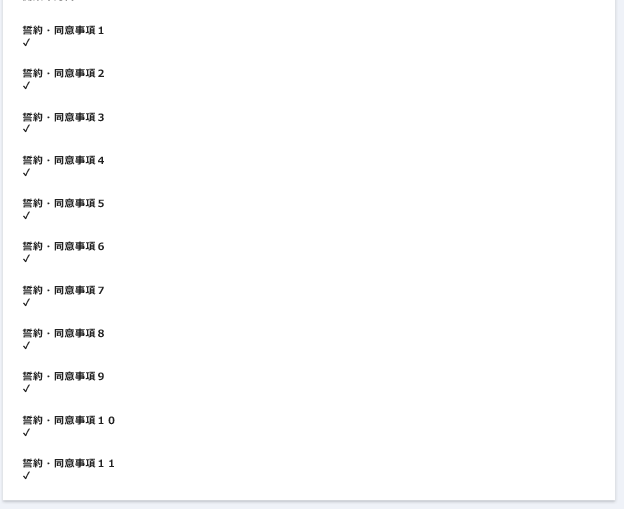 誓約・同意事項１
✓
誓約・同意事項２
✓
誓約・同意事項３
✓
誓約・同意事項４
✓
誓約・同意事項５
✓
誓約・同意事項６
✓
誓約・同意事項７
✓
誓約・同意事項８
✓
誓約・同意事項９
✓
誓約・同意事項１０
✓
誓約・同意事項１１
✓